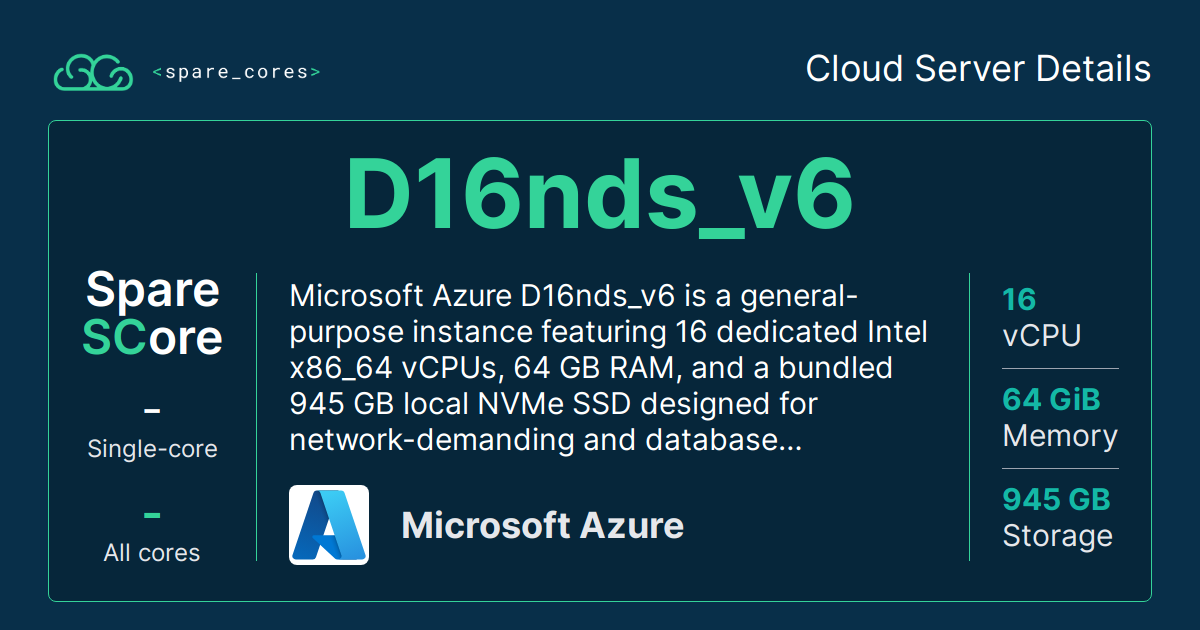 <spare_cores>
Cloud Server Details
D16nds_v6
Spare
SCore
–
Single-core
–
All cores
Microsoft Azure D16nds_v6 is a general-
purpose instance featuring 16 dedicated Intel
x86_64 vCPUs, 64 GB RAM, and a bundled
945 GB local NVMe SSD designed for
network-demanding and database...
Microsoft Azure
16
vCPU
64 GiB
Memory
945 GB
Storage